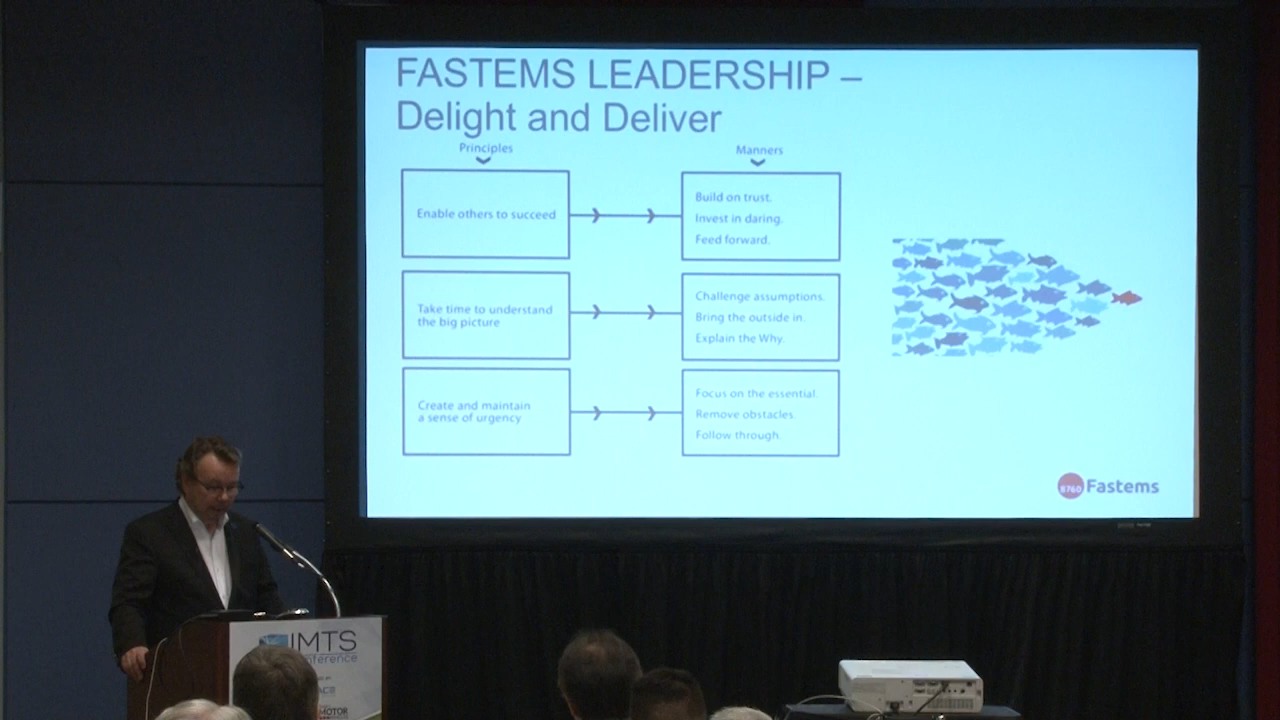 FASTEMS LEADERSHIP –
Delight and Deliver
Principles
Manners
Enable others to succeed
Build on trust.
Invest in daring.
Feed forward.
Take time to understand
the big picture
Challenge assumptions.
Bring the outside in.
Explain the Why.
Create and maintain
a sense of urgency
Focus on the essential.
Remove obstacles
Follow through.
8760 Fastems
IMTS
MOTOR